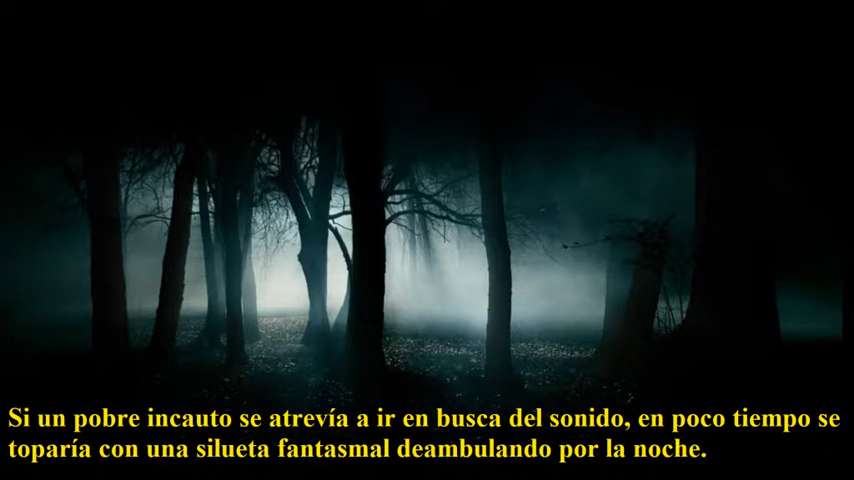 Si un pobre incauto se atrevía a ir en busca del sonido, en poco tiempo se
toparía con una silueta fantasmal deambulando por la noche.